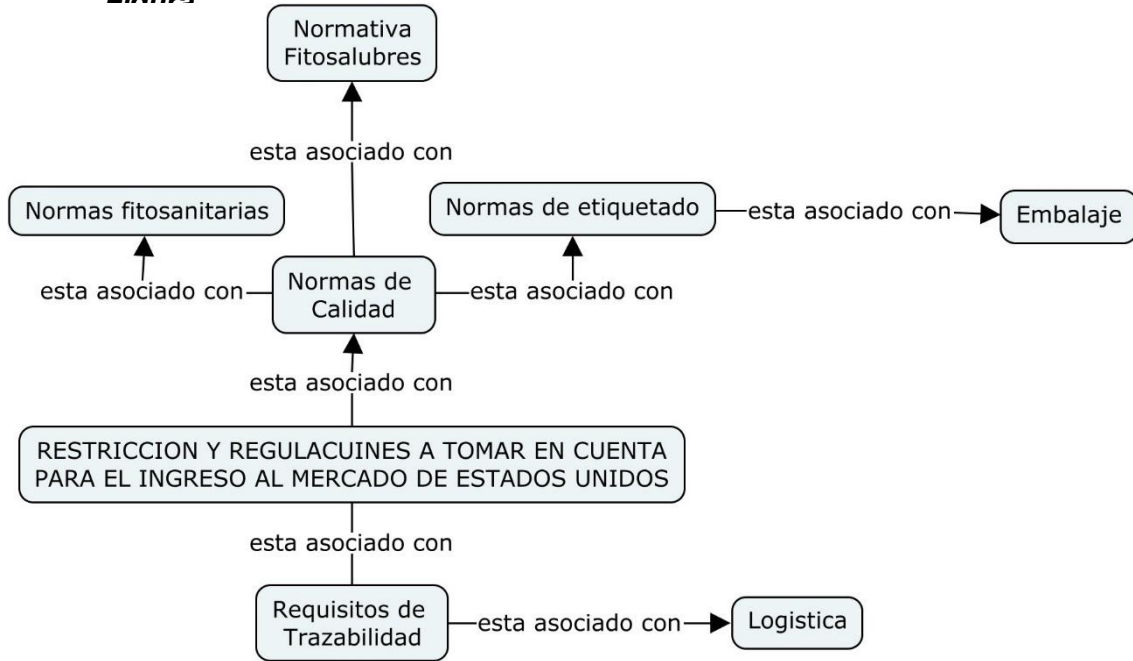 Normativa
Fitosalubres
esta asociado con
Normas fitosanitarias
Normas de etiquetado
esta asociado con
Embalaje
esta asociado con
Normas de
Calidad
esta asociado con
esta asociado con
RESTRICCION Y REGULACUINES A TOMAR EN CUENTA
PARA EL INGRESO AL MERCADO DE ESTADOS UNIDOS
esta asociado con
Requisitos de
Trazabilidad
esta asociado con
Logistica